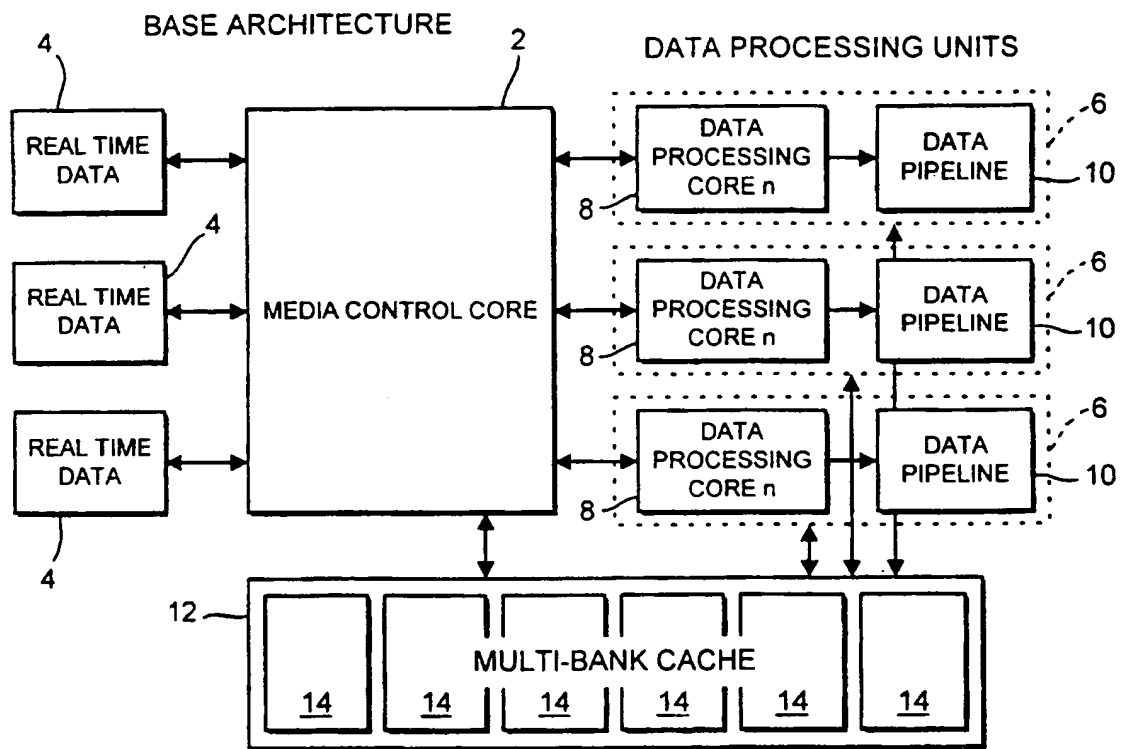 BASE ARCHITECTURE
DATA PROCESSING UNITS
4
2
REAL TIME
DATA
MEDIA CONTROL CORE
DATA
PROCESSING
CORE n
8
DATA
PIPELINE
6
10
4
REAL TIME
DATA
DATA
PROCESSING
CORE n
8
DATA
PIPELINE
6
10
REAL TIME
DATA
4
DATA
PROCESSING
CORE n
8
DATA
PIPELINE
6
10
12
MULTI-BANK CACHE
14 14 14 14 14 14